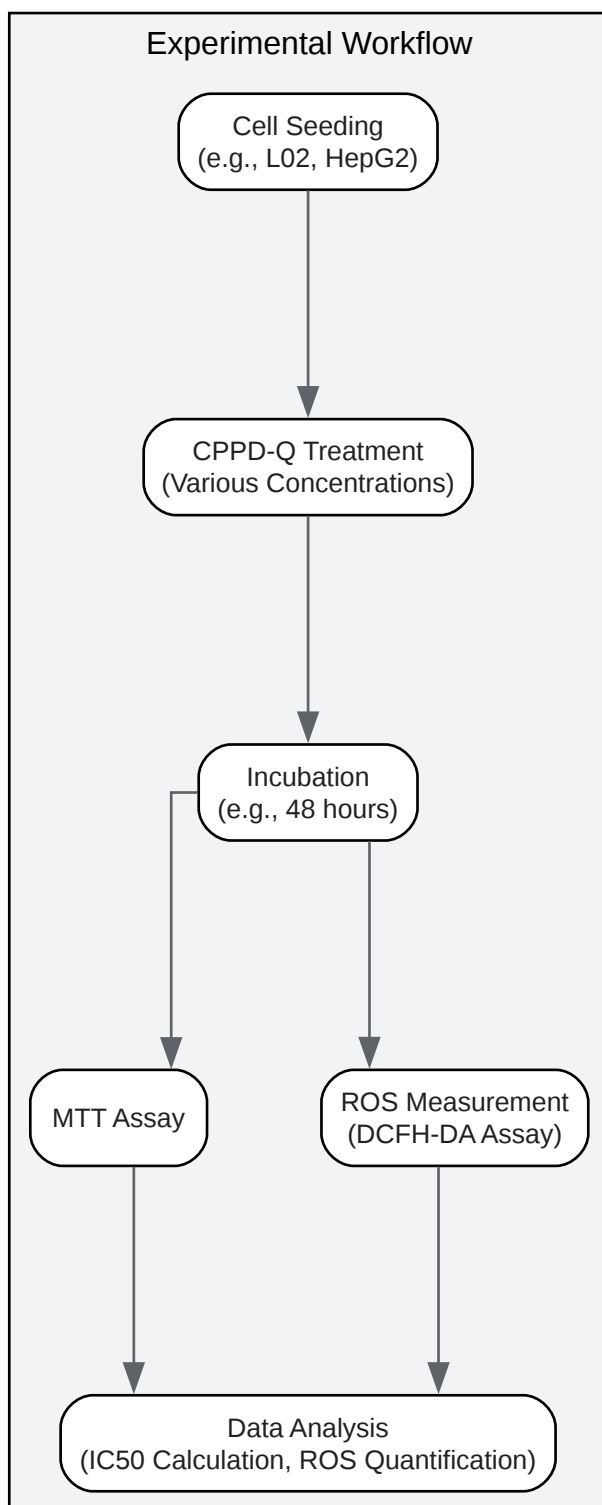 Experimental Workflow
Cell Seeding
(e.g., L02, HepG2)
CPPD-Q Treatment
(Various Concentrations)
Incubation
(e.g., 48 hours)
MTT Assay
ROS Measurement
(DCFH-DA Assay)
Data Analysis
(IC50 Calculation, ROS Quantification)